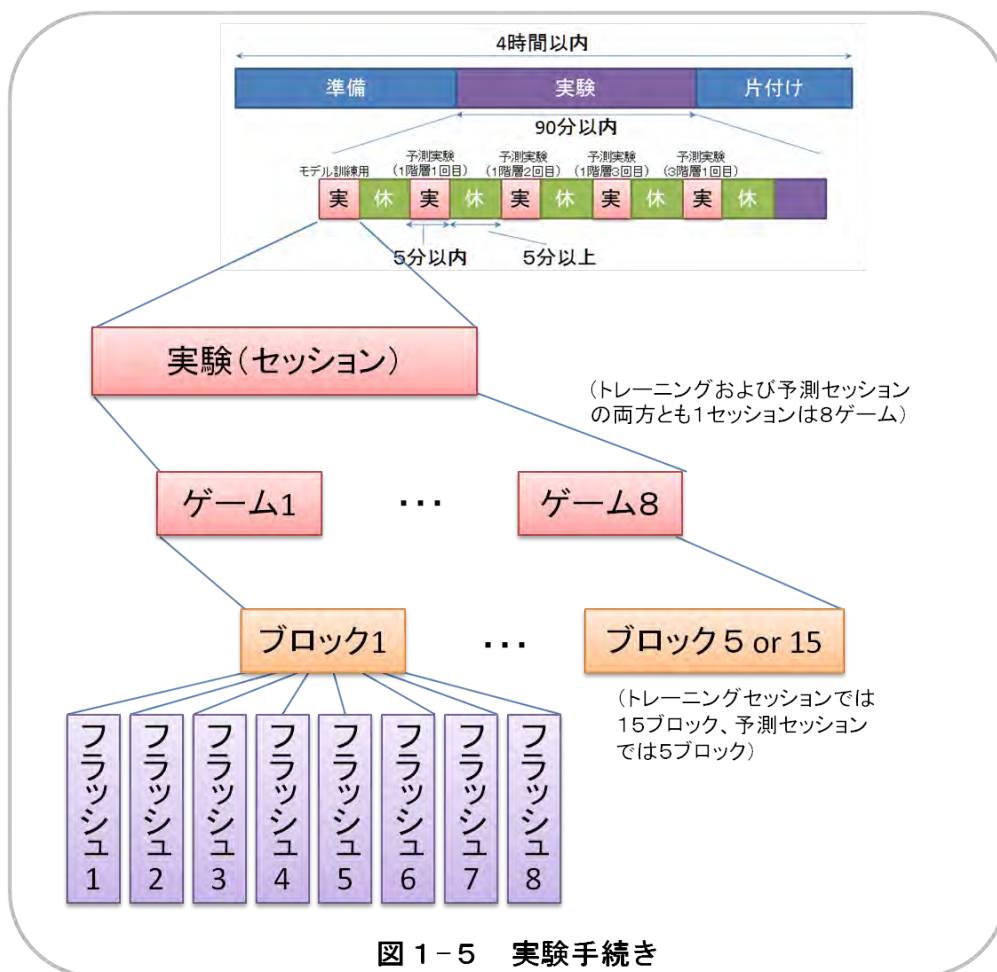 4時間以内
準備
実験
片付け
90分以内
モデル訓練用
予測実験
(1階層1回目)
予測実験
(1階層2回目)
予測実験
(1階層3回目)
予測実験
(3階層1回目)
実 休 実 休 実 休 実 休 実 休
5分以内
5分以上
実験(セッション)
(トレーニングおよび予測セッション
の両方とも1セッションは8ゲーム)
ゲーム1
・・・
ゲーム8
ブロック1
・・・
ブロック5 or 15
(トレーニングセッションでは
15ブロック、予測セッション
では5ブロック)
フラッシュ1
フラッシュ2
フラッシュ3
フラッシュ4
フラッシュ5
フラッシュ6
フラッシュ7
フラッシュ8
図1-5 実験手続き